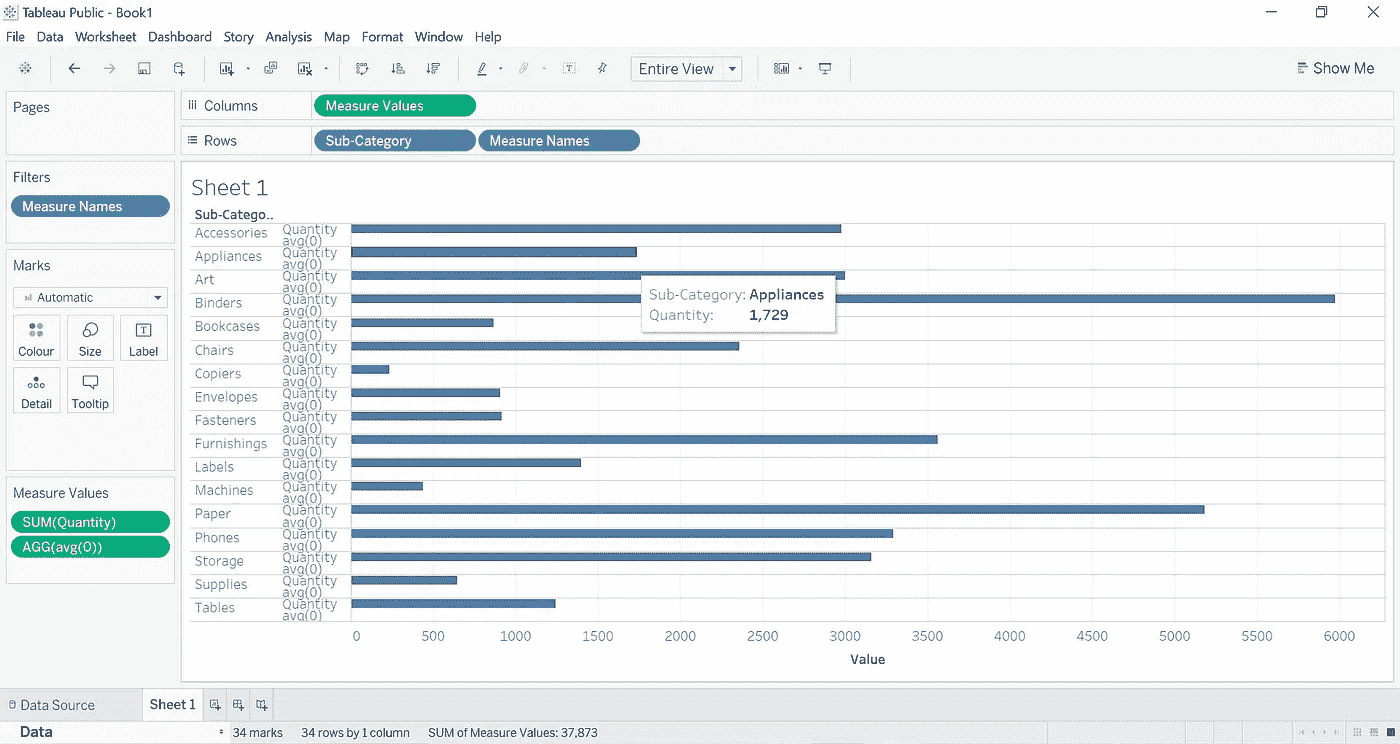 Tableau Public - Book1
File Data Worksheet Dashboard Story Analysis Map Format Window Help
Entire View
Show Me
Pages
Columns Measure Values
Rows Sub-Category Measure Names
Filters
Measure Names
Marks
Automatic
Colour Size Label
Detail Tooltip
Measure Values
SUM(Quantity)
AGG(avg(0))
Sheet 1
Sub-Catego..
Accessories Quantity
avg(0)
Appliances Quantity
avg(0)
Art Quantity
avg(0)
Binders Quantity
avg(0)
Bookcases Quantity
avg(0)
Chairs Quantity
avg(0)
Copiers Quantity
avg(0)
Envelopes Quantity
avg(0)
Fasteners Quantity
avg(0)
Furnishings Quantity
avg(0)
Labels Quantity
avg(0)
Machines Quantity
avg(0)
Paper Quantity
avg(0)
Phones Quantity
avg(0)
Storage Quantity
avg(0)
Supplies Quantity
avg(0)
Tables Quantity
avg(0)
Sub-Category: Appliances
Quantity: 1,729
0 500 1000 1500 2000 2500 3000 3500 4000 4500 5000 5500 6000
Value
Data Source Sheet 1
Data 34 marks 34 rows by 1 column SUM of Measure Values: 37,873